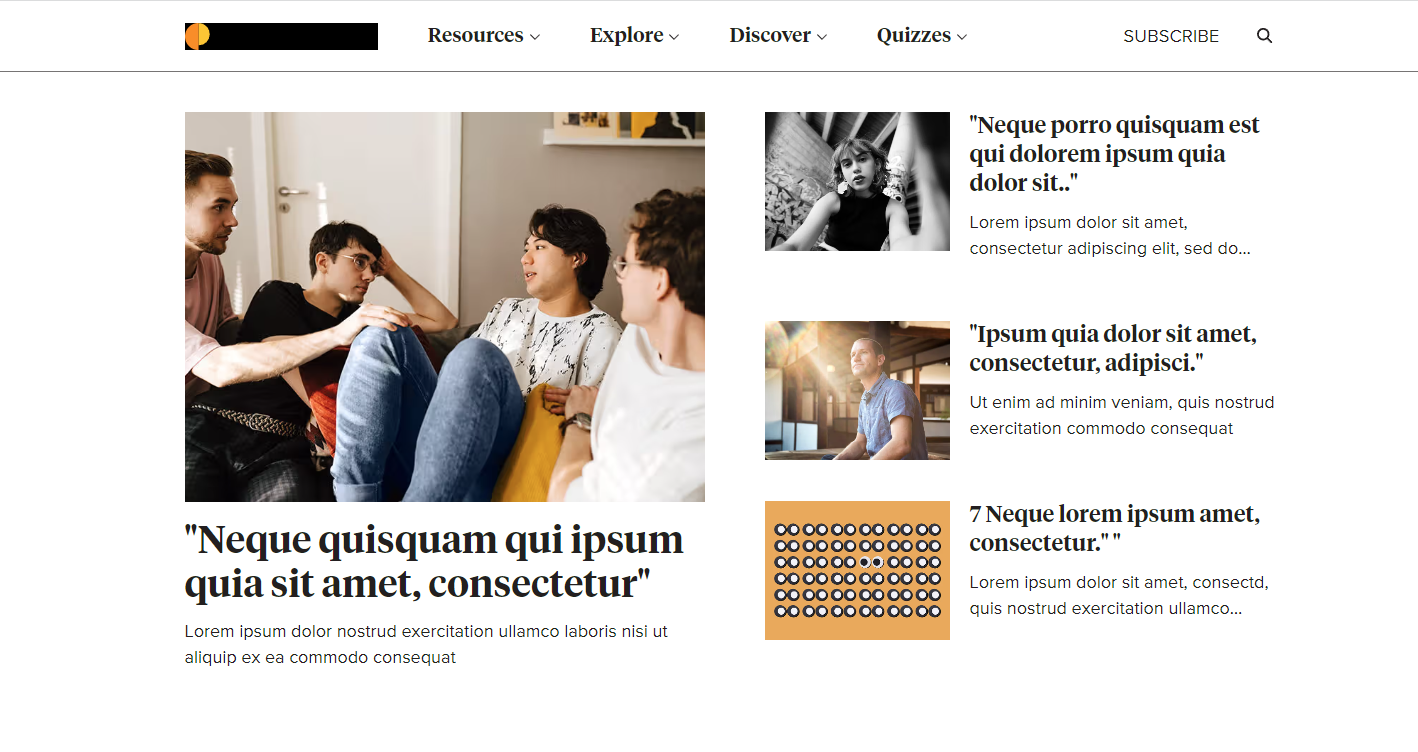 Resources Explore Discover Quizzes SUBSCRIBE
"Neque quisquam qui ipsum
quia sit amet, consectetur"
Lorem ipsum dolor nostrud exercitation ullamco laboris nisi ut
aliquip ex ea commodo consequat
"Neque porro quisquam est
qui dolorem ipsum quia
dolor sit.."
Lorem ipsum dolor sit amet,
consectetur adipiscing elit, sed do...
"Ipsum quia dolor sit amet,
consectetur, adipisci."
Ut enim ad minim veniam, quis nostrud
exercitation commodo consequat
7 Neque lorem ipsum amet,
consectetur." "
Lorem ipsum dolor sit amet, consectd,
quis nostrud exercitation ullamco...